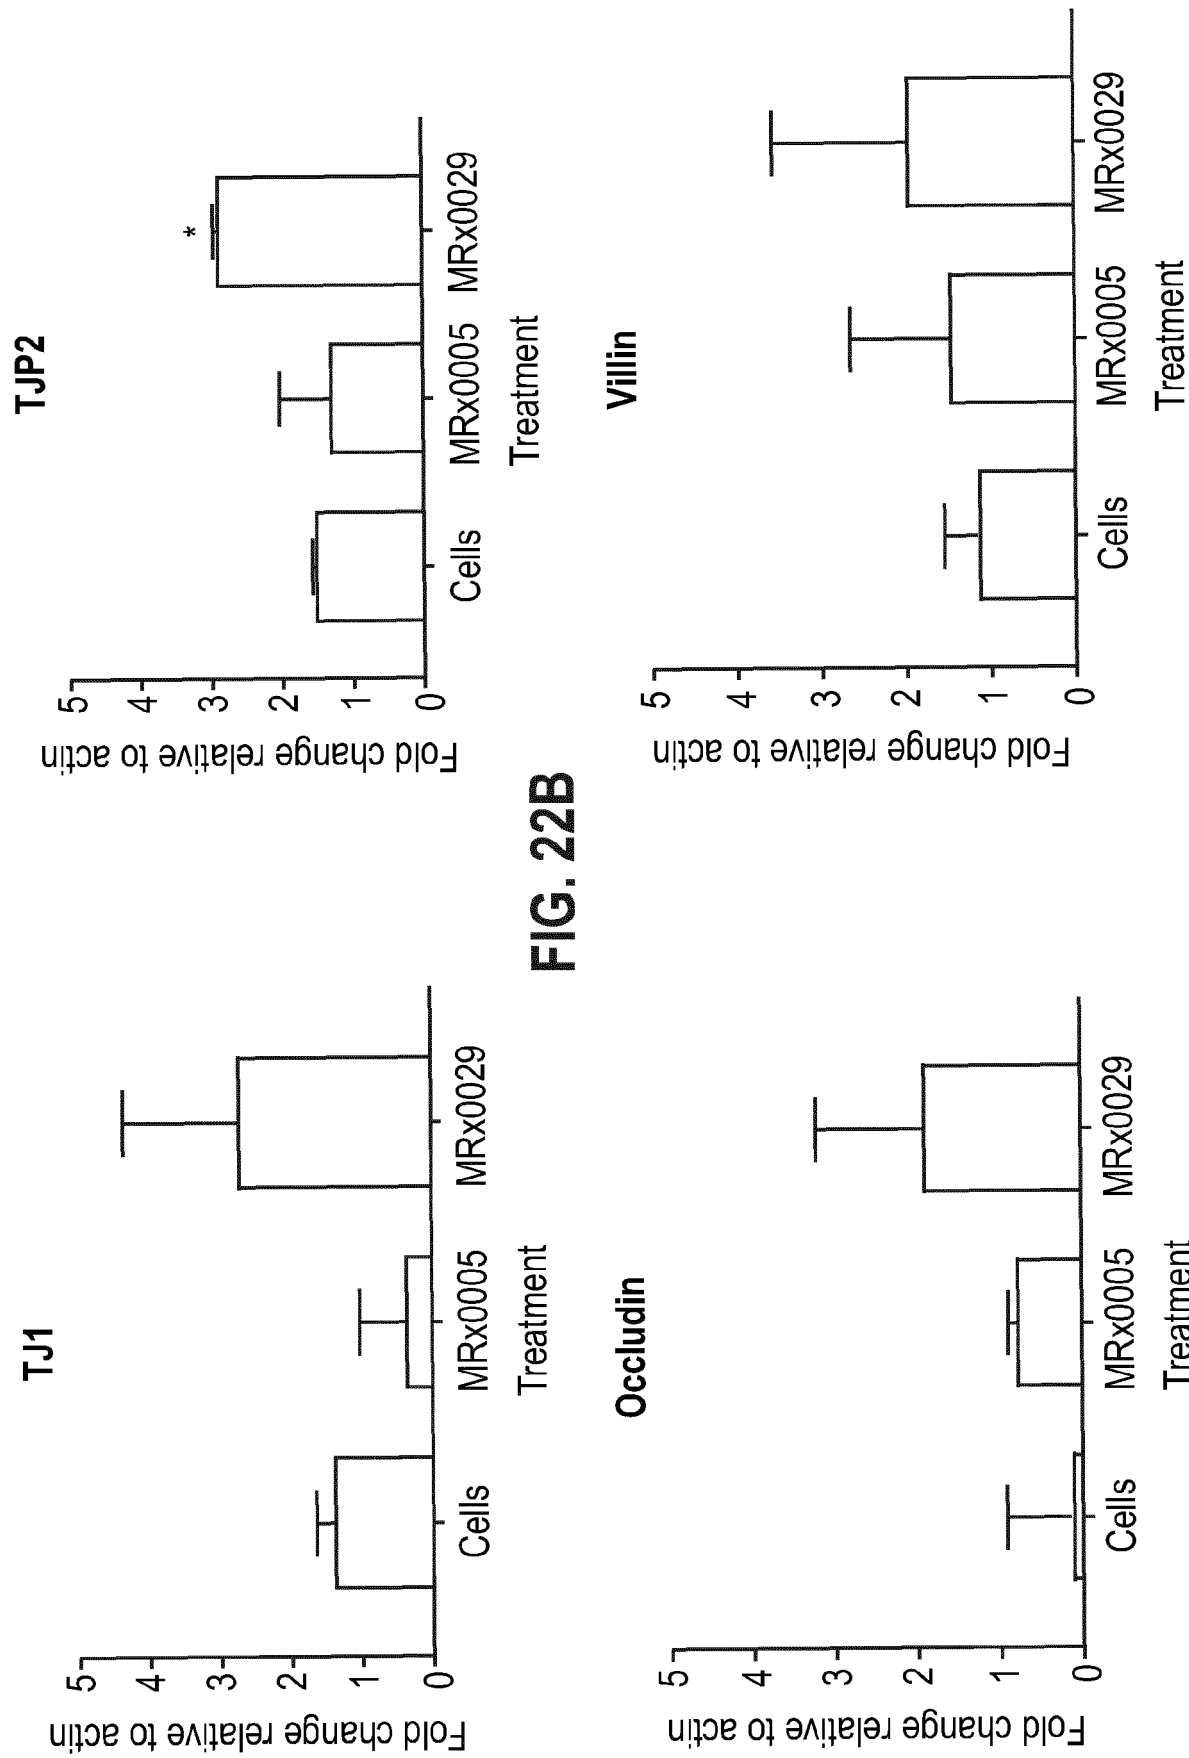 FIG. 22B
TJ1
Fold change relative to actin
5
4
3
2
1
0
Cells
MRx0005
MRx0029
Treatment
TJP2
Fold change relative to actin
5
4
3
2
1
0
*
Cells
MRx0005
MRx0029
Treatment
Occludin
Fold change relative to actin
5
4
3
2
1
0
Cells
MRx0005
MRx0029
Treatment
Villin
Fold change relative to actin
5
4
3
2
1
0
Cells
MRx0005
MRx0029
Treatment